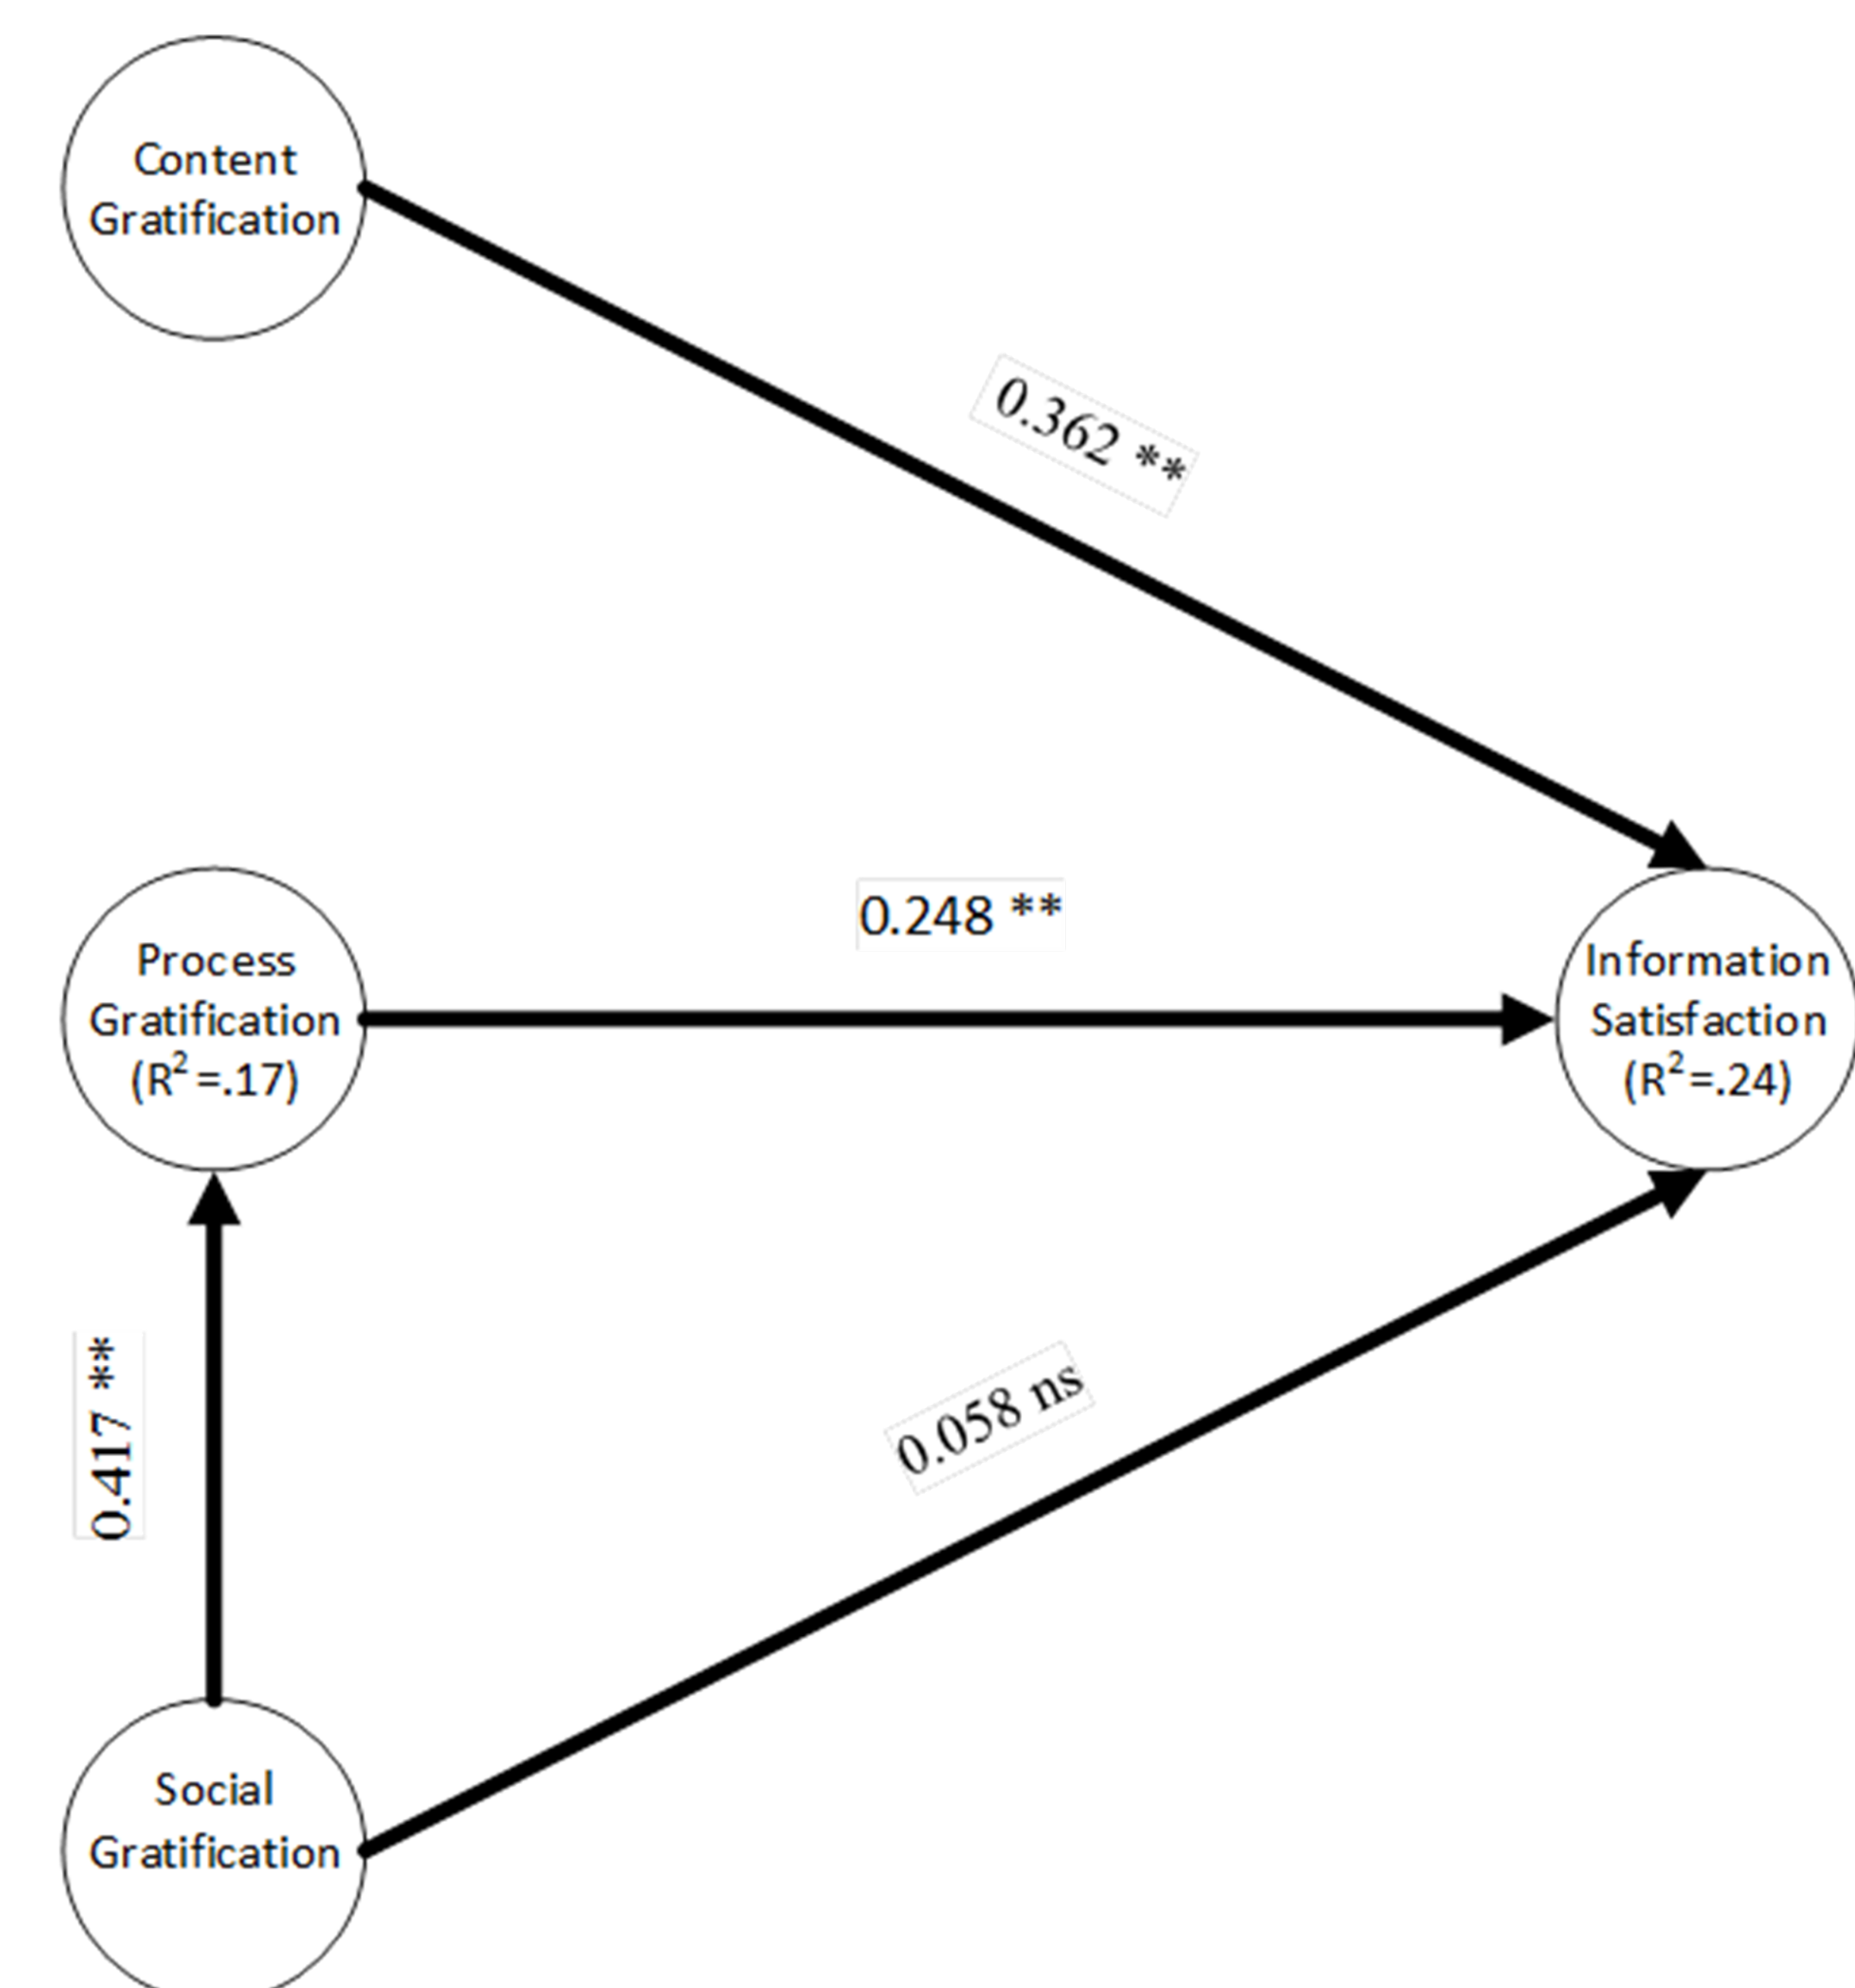 Content
Gratification
0.362 **
0.248 **
Process
Gratification
(R²=.17)
Information
Satisfaction
(R²=.24)
0.417 **
0.058 ns
Social
Gratification